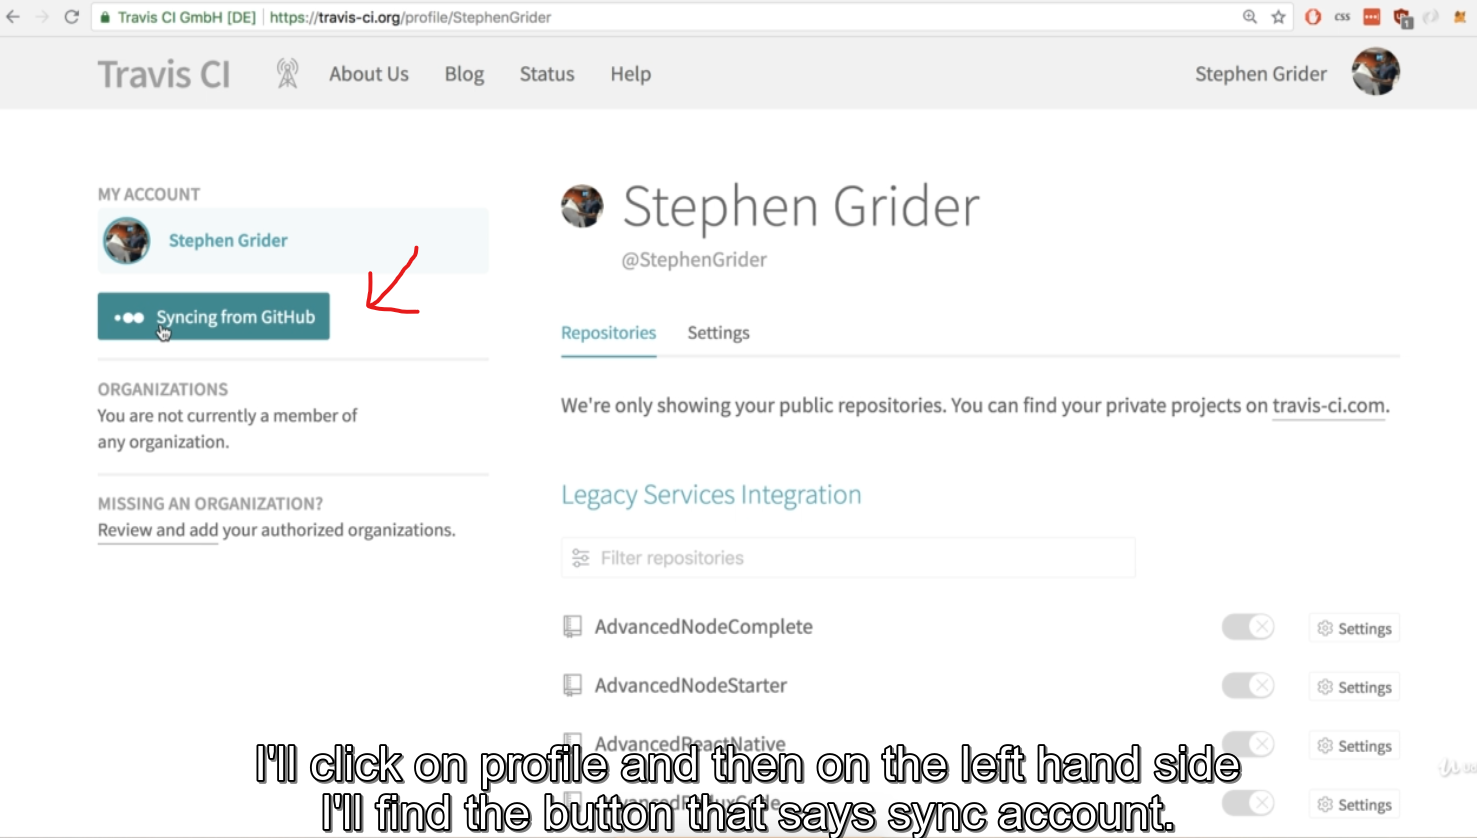 Travis CI GmbH [DE] https://travis-ci.org/profile/StephenGrider
css
1
Travis CI
About Us
Blog
Status
Help
Stephen Grider
MY ACCOUNT
Stephen Grider
Syncing from GitHub
ORGANIZATIONS
You are not currently a member of
any organization.
MISSING AN ORGANIZATION?
Review and add your authorized organizations.
Stephen Grider
@StephenGrider
Repositories
Settings
We're only showing your public repositories. You can find your private projects on travis-ci.com.
Legacy Services Integration
Filter repositories
AdvancedNodeComplete
Settings
AdvancedNodeStarter
Settings
AdvancedReactNative
Settings
Settings
I'll click on profile and then on the left hand side
I'll find the button that says sync account.